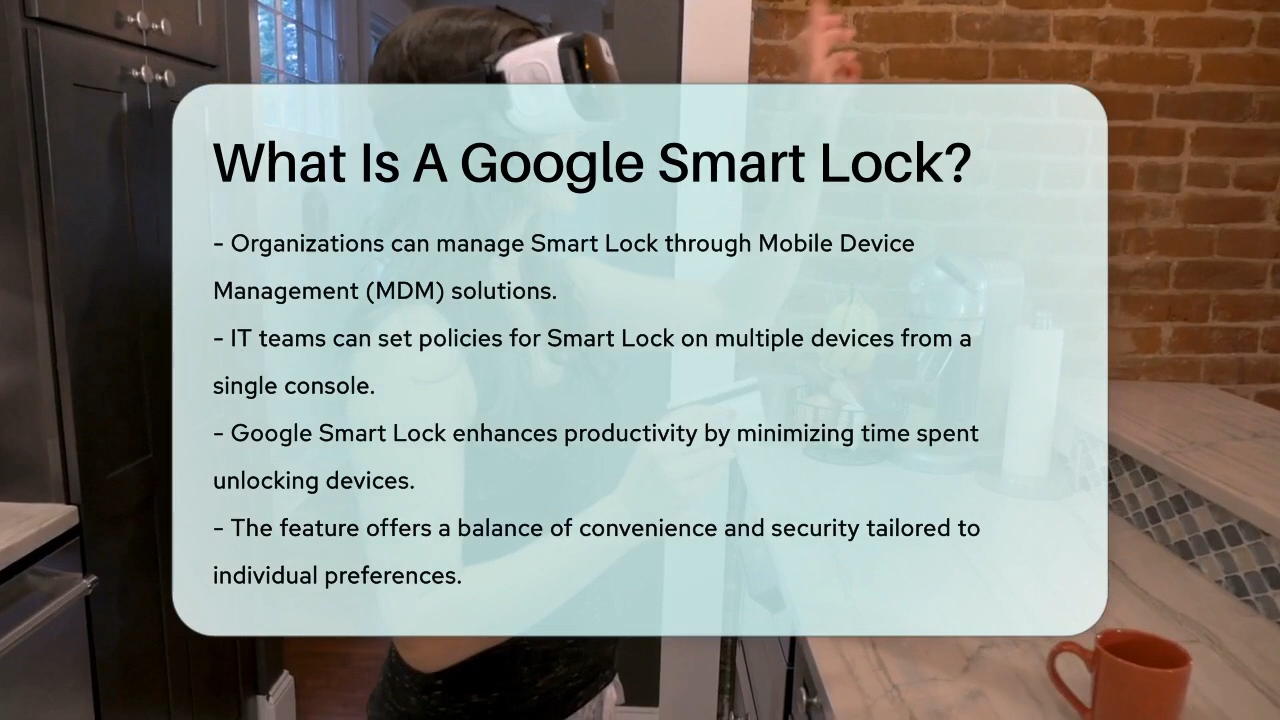 What Is A Google Smart Lock?
- Organizations can manage Smart Lock through Mobile Device
Management (MDM) solutions.
- IT teams can set policies for Smart Lock on multiple devices from a
single console.
- Google Smart Lock enhances productivity by minimizing time spent
unlocking devices.
- The feature offers a balance of convenience and security tailored to
individual preferences.